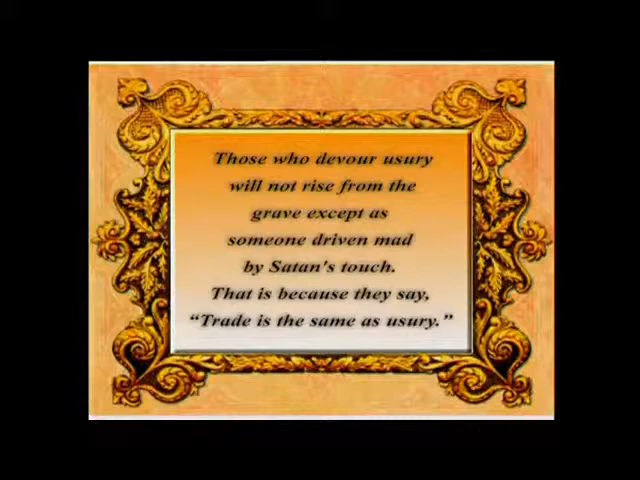 Those who devour usury
will not rise from the
grave except as
someone driven mad
by Satan's touch.
That is because they say,
“Trade is the same as usury.”